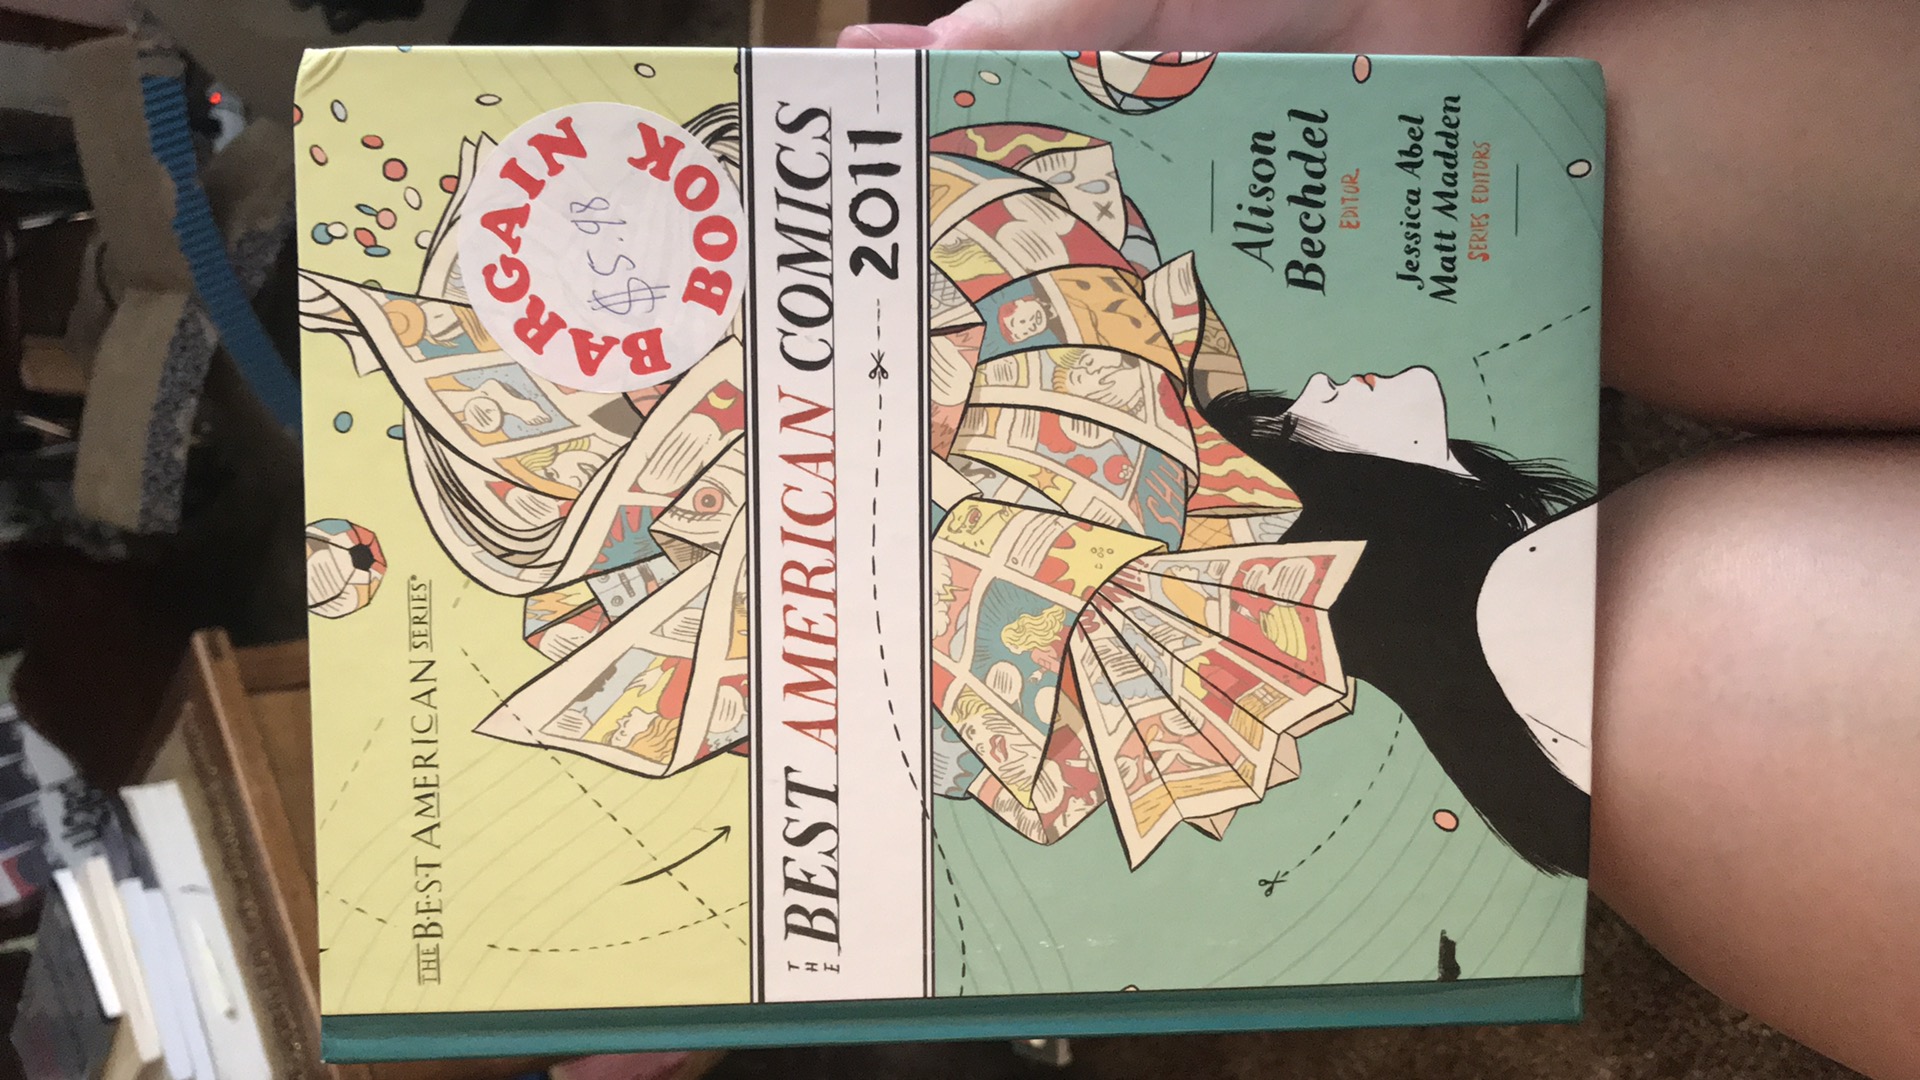 THE B·E·S·T AMERICAN SERIES®
BARGAIN
BOOK
$5.98
THE BEST AMERICAN COMICS
2011
Alison
Bechdel
EDITOR
Jessica Abel
Matt Madden
SERIES EDITORS